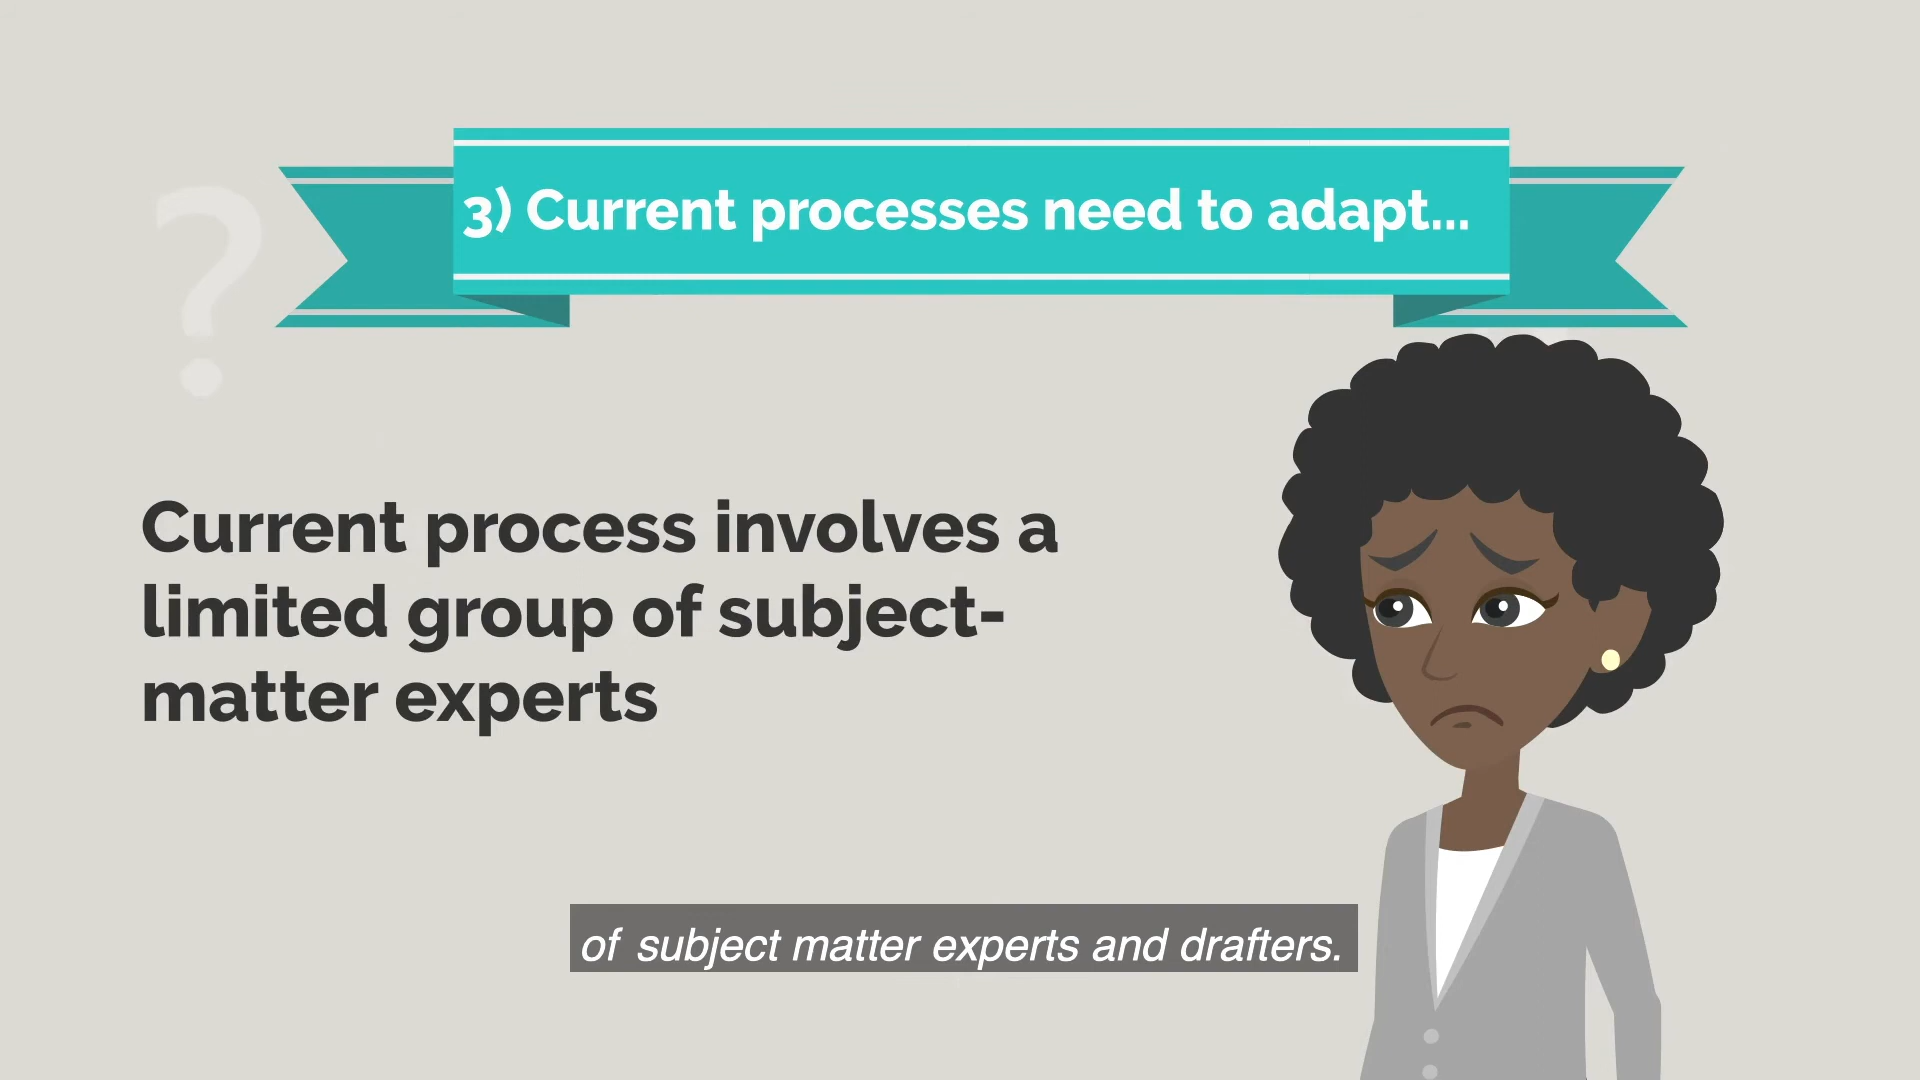 3) Current processes need to adapt...
?
Current process involves a
limited group of subject-
matter experts
of subject matter experts and drafters.